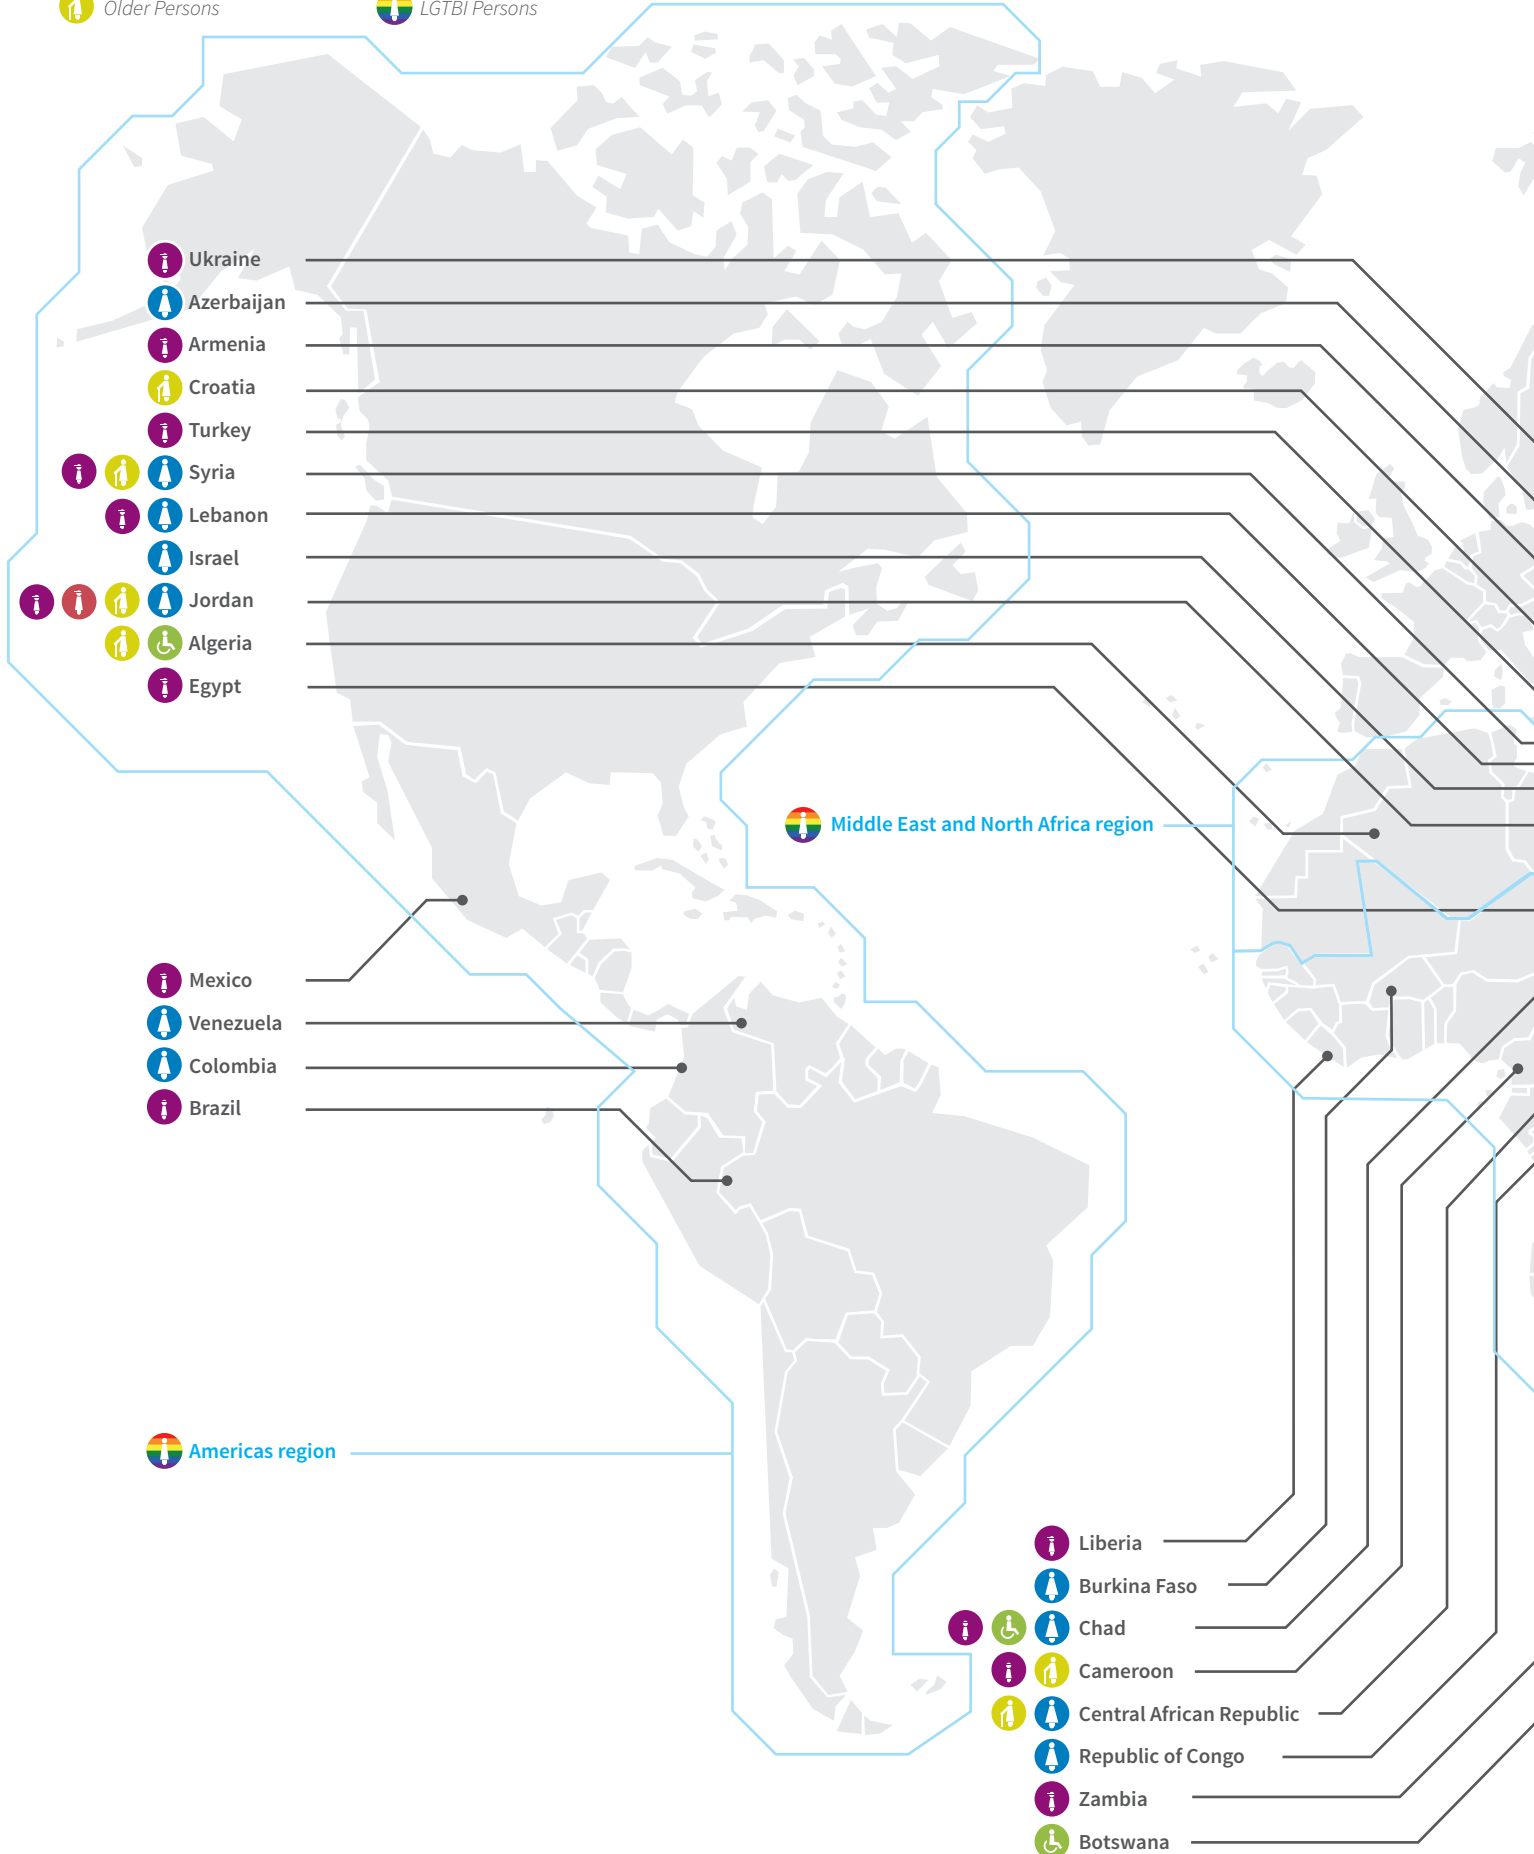 Older Persons
LGTBI Persons
Ukraine
Azerbaijan
Armenia
Croatia
Turkey
Syria
Lebanon
Israel
Jordan
Algeria
Egypt
Middle East and North Africa region
Mexico
Venezuela
Colombia
Brazil
Americas region
Liberia
Burkina Faso
Chad
Cameroon
Central African Republic
Republic of Congo
Zambia
Botswana